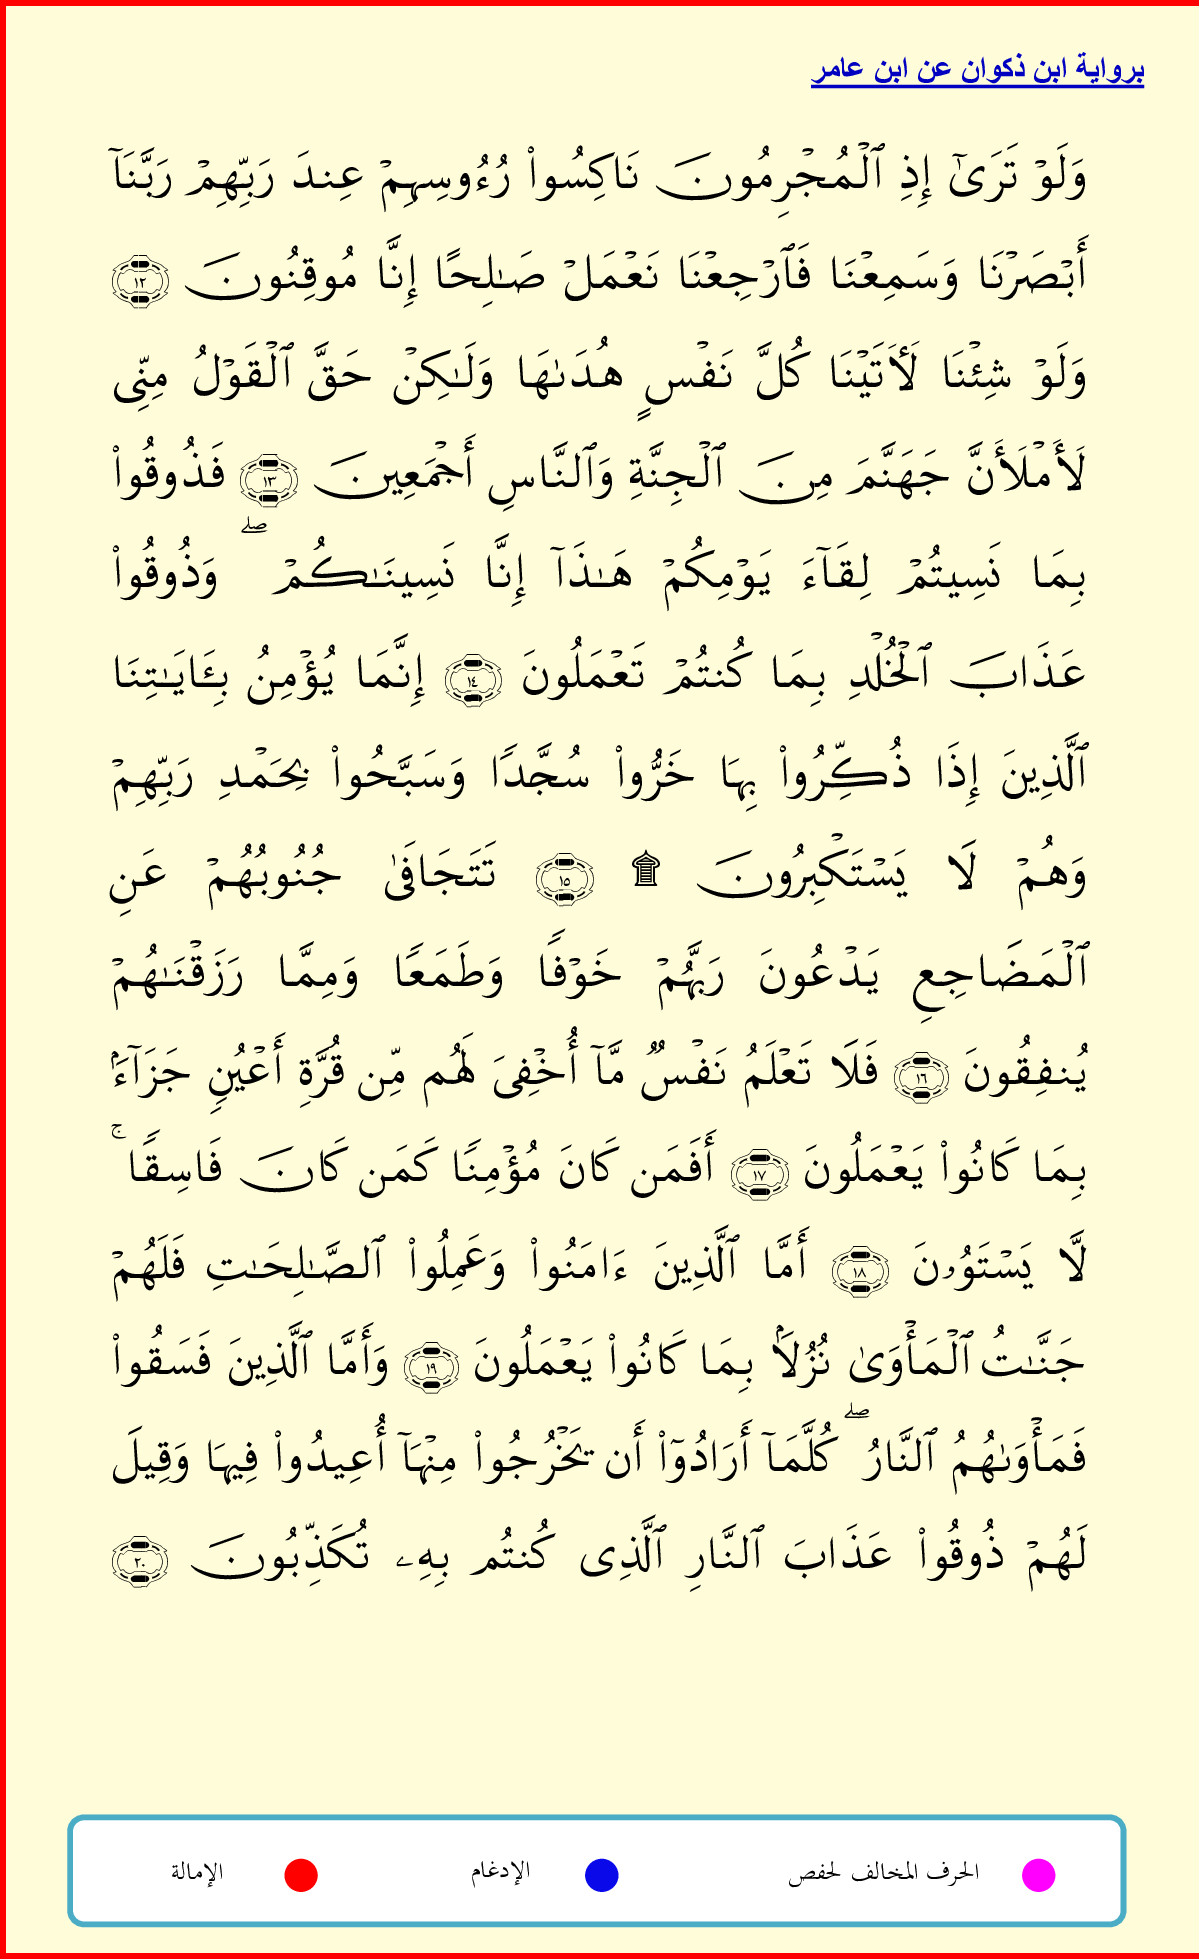 برواية ابن ذكوان عن ابن عامر
وَلَوْ تَرَىٰٓ إِذِ ٱلْمُجْرِمُونَ نَاكِسُوا۟ رُءُوسِهِمْ عِندَ رَبِّهِمْ رَبَّنَآ
أَبْصَرْنَا وَسَمِعْنَا فَٱرْجِعْنَا نَعْمَلْ صَـٰلِحًا إِنَّا مُوقِنُونَ ١٢
وَلَوْ شِئْنَا لَـَٔاتَيْنَا كُلَّ نَفْسٍ هُدَىٰهَا وَلَـٰكِنْ حَقَّ ٱلْقَوْلُ مِنِّى
لَأَمْلَأَنَّ جَهَنَّمَ مِنَ ٱلْجِنَّةِ وَٱلنَّاسِ أَجْمَعِينَ ١٣ فَذُوقُوا۟
بِمَا نَسِيتُمْ لِقَآءَ يَوْمِكُمْ هَـٰذَآ إِنَّا نَسِينَـٰكُمْ ۖ وَذُوقُوا۟
عَذَابَ ٱلْخُلْدِ بِمَا كُنتُمْ تَعْمَلُونَ ١٤ إِنَّمَا يُؤْمِنُ بِـَٔايَـٰتِنَا
ٱلَّذِينَ إِذَا ذُكِّرُوا۟ بِهَا خَرُّوا۟ سُجَّدًا وَسَبَّحُوا۟ بِحَمْدِ رَبِّهِمْ
وَهُمْ لَا يَسْتَكْبِرُونَ ۩ ١٥ تَتَجَافَىٰ جُنُوبُهُمْ عَنِ
ٱلْمَضَاجِعِ يَدْعُونَ رَبَّهُمْ خَوْفًا وَطَمَعًا وَمِمَّا رَزَقْنَـٰهُمْ
يُنفِقُونَ ١٦ فَلَا تَعْلَمُ نَفْسٌ مَّآ أُخْفِىَ لَهُم مِّن قُرَّةِ أَعْيُنٍ جَزَآءًۢ
بِمَا كَانُوا۟ يَعْمَلُونَ ١٧ أَفَمَن كَانَ مُؤْمِنًا كَمَن كَانَ فَاسِقًا ۚ
لَّا يَسْتَوُۥنَ ١٨ أَمَّا ٱلَّذِينَ ءَامَنُوا۟ وَعَمِلُوا۟ ٱلصَّـٰلِحَـٰتِ فَلَهُمْ
جَنَّـٰتُ ٱلْمَأْوَىٰ نُزُلًۢا بِمَا كَانُوا۟ يَعْمَلُونَ ١٩ وَأَمَّا ٱلَّذِينَ فَسَقُوا۟
فَمَأْوَىٰهُمُ ٱلنَّارُ ۖ كُلَّمَآ أَرَادُوٓا۟ أَن يَخْرُجُوا۟ مِنْهَآ أُعِيدُوا۟ فِيهَا وَقِيلَ
لَهُمْ ذُوقُوا۟ عَذَابَ ٱلنَّارِ ٱلَّذِى كُنتُم بِهِۦ تُكَذِّبُونَ ٢٠
الحرف المخالف لحفص الإدغام الإمالة